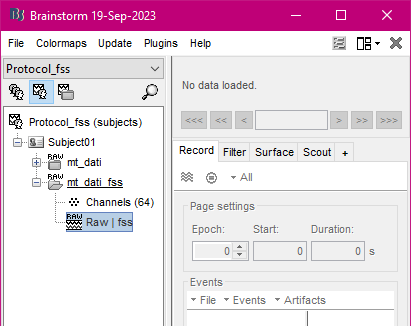 Brainstorm 19-Sep-2023
File Colormaps Update Plugins Help
Protocol_fss
No data loaded.
<<< << < > >> >>>
Protocol_fss (subjects)
Subject01
RAW mt_dati
RAW mt_dati_fss
Channels (64)
RAW Raw | fss
Record Filter Surface Scout +
All
Page settings
Epoch: Start: Duration:
0 0 0 s
Events
File Events Artifacts